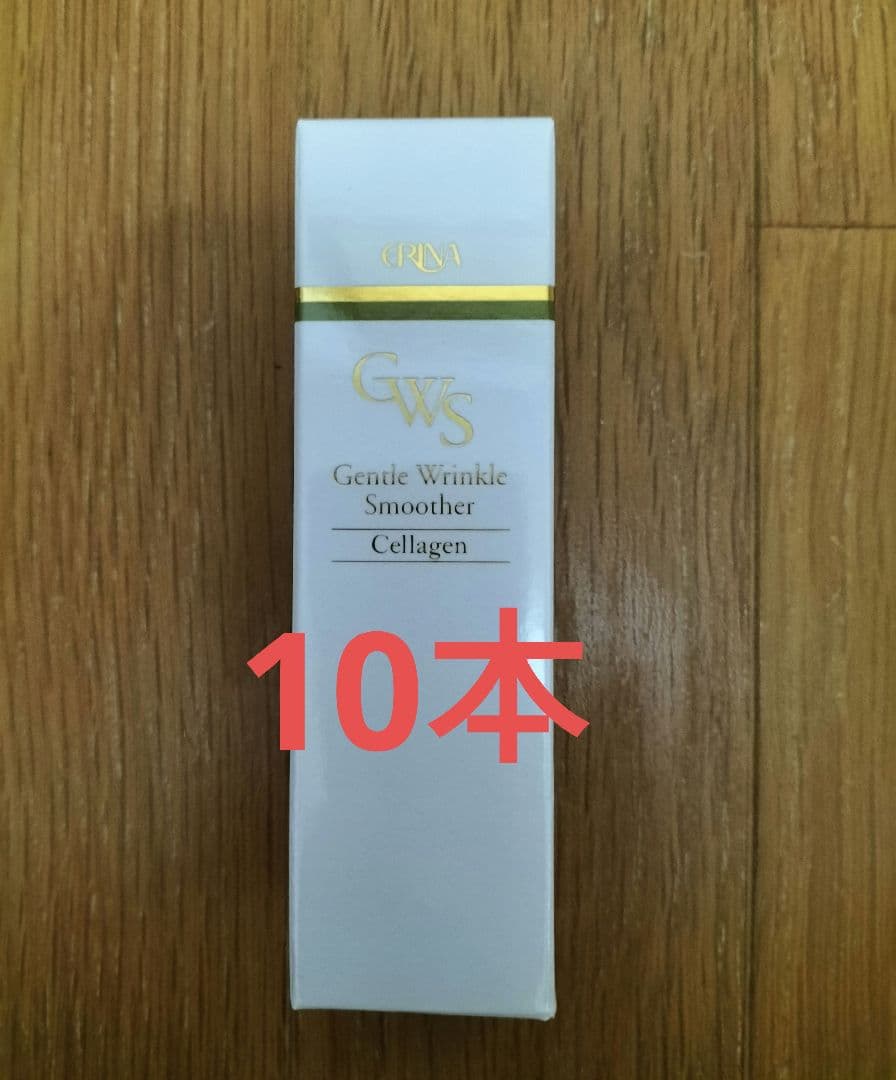 ERINA
GWS
Gentle Wrinkle
Smoother
Cellagen
10本